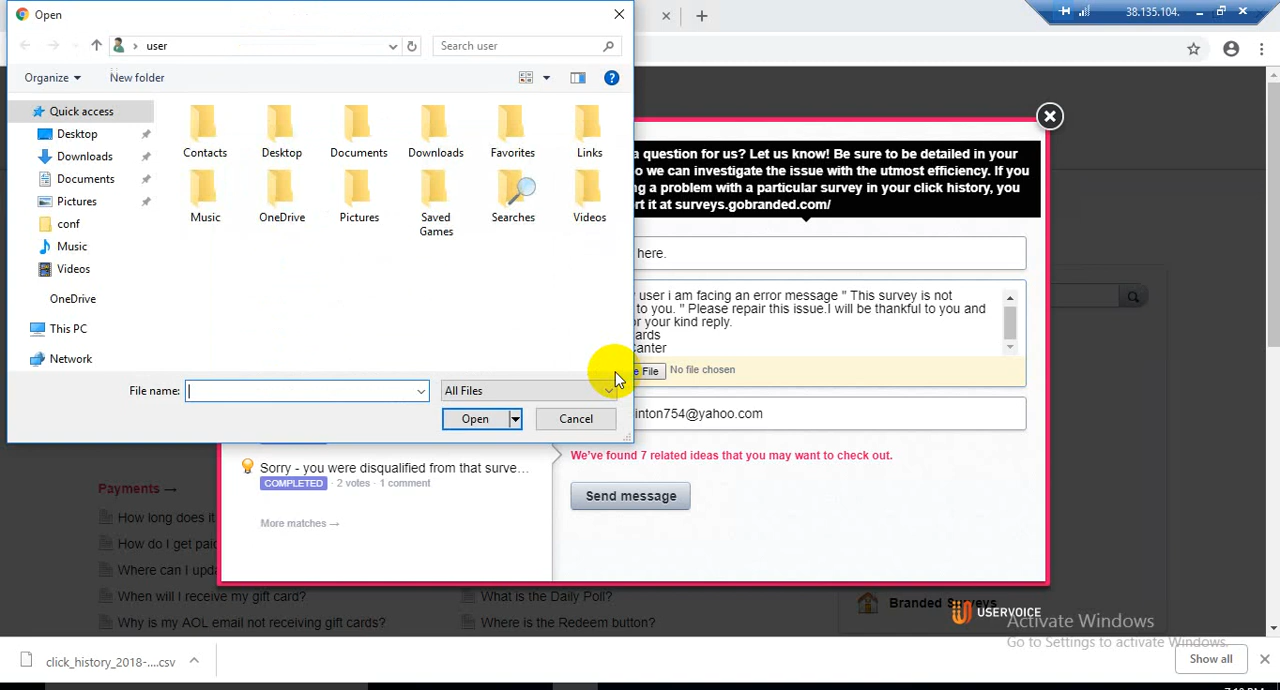 Open
38.135.104.
user
Search user
Organize
New folder
Quick access
Desktop
Downloads
Documents
Pictures
conf
Music
Videos
OneDrive
This PC
Network
Contacts
Desktop
Documents
Downloads
Favorites
Links
Music
OneDrive
Pictures
Saved
Games
Searches
Videos
File name:
All Files
Open
Cancel
a question for us? Let us know! Be sure to be detailed in your
o we can investigate the issue with the utmost efficiency. If you
ng a problem with a particular survey in your click history, you
rt it at surveys.gobranded.com/
here.
user i am facing an error message " This survey is not
to you. " Please repair this issue.I will be thankful to you and
or your kind reply.
ards
anter
e File
No file chosen
inton754@yahoo.com
We've found 7 related ideas that you may want to check out.
Send message
Sorry - you were disqualified from that surve...
COMPLETED · 2 votes · 1 comment
More matches →
Payments →
How long does it
How do I get paid
Where can I upda
When will I receive my gift card?
Why is my AOL email not receiving gift cards?
What is the Daily Poll?
Where is the Redeem button?
Branded Surveys
USERVOICE
Activate Windows
Go to Settings to activate Windows.
click_history_2018-....csv
Show all